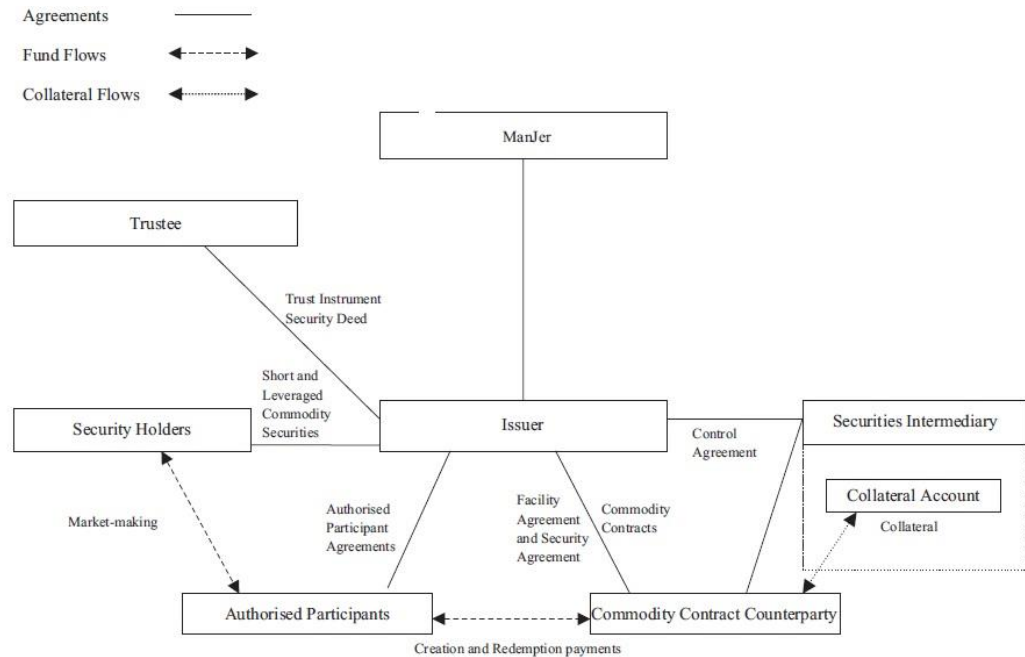 Agreements
Fund Flows
Collateral Flows
ManJer
Trustee
Trust Instrument
Security Deed
Short and
Leveraged
Commodity
Securities
Security Holders
Issuer
Control
Agreement
Securities Intermediary
Collateral Account
Collateral
Market-making
Authorised
Participant
Agreements
Facility
Agreement
and Security
Agreement
Commodity
Contracts
Authorised Participants
Commodity Contract Counterparty
Creation and Redemption payments